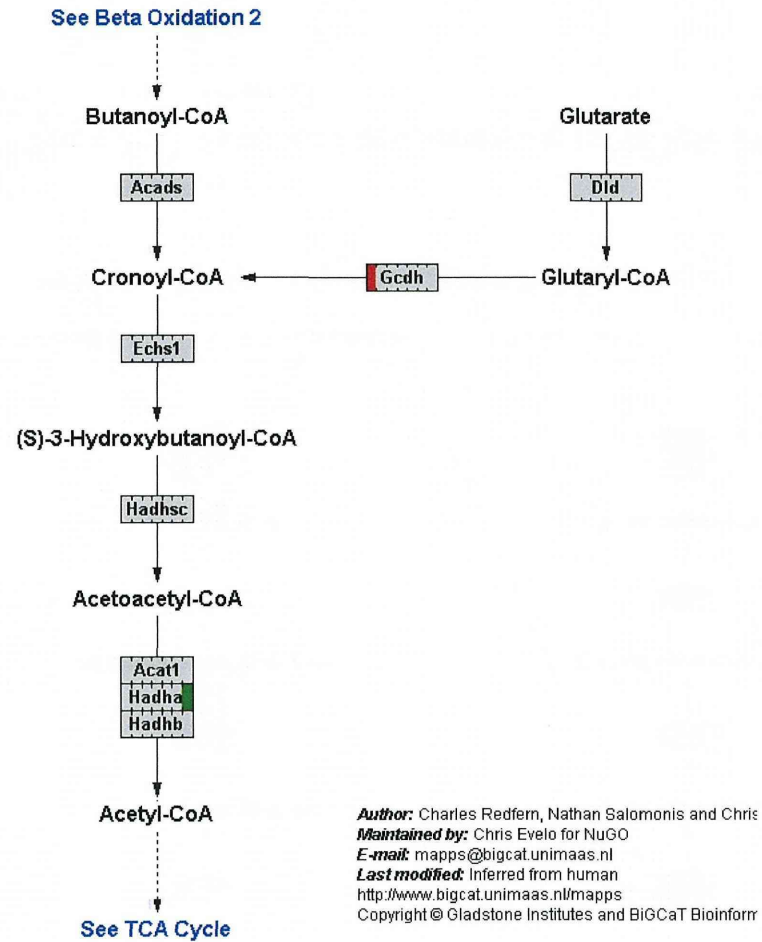 See Beta Oxidation 2
Butanoyl-CoA
Glutarate
Acads
Dld
Cronoyl-CoA
Gcdh
Glutaryl-CoA
Echs1
(S)-3-Hydroxybutanoyl-CoA
Hadhsc
Acetoacetyl-CoA
Acat1
Hadha
Hadhb
Acetyl-CoA
See TCA Cycle
Author: Charles Redfern, Nathan Salomonis and Chris
Maintained by: Chris Evelo for NuGO
E-mail: mapps@bigcat.unimaas.nl
Last modified: Inferred from human
http://www.bigcat.unimaas.nl/mapps
Copyright © Gladstone Institutes and BiGCaT Bioinform